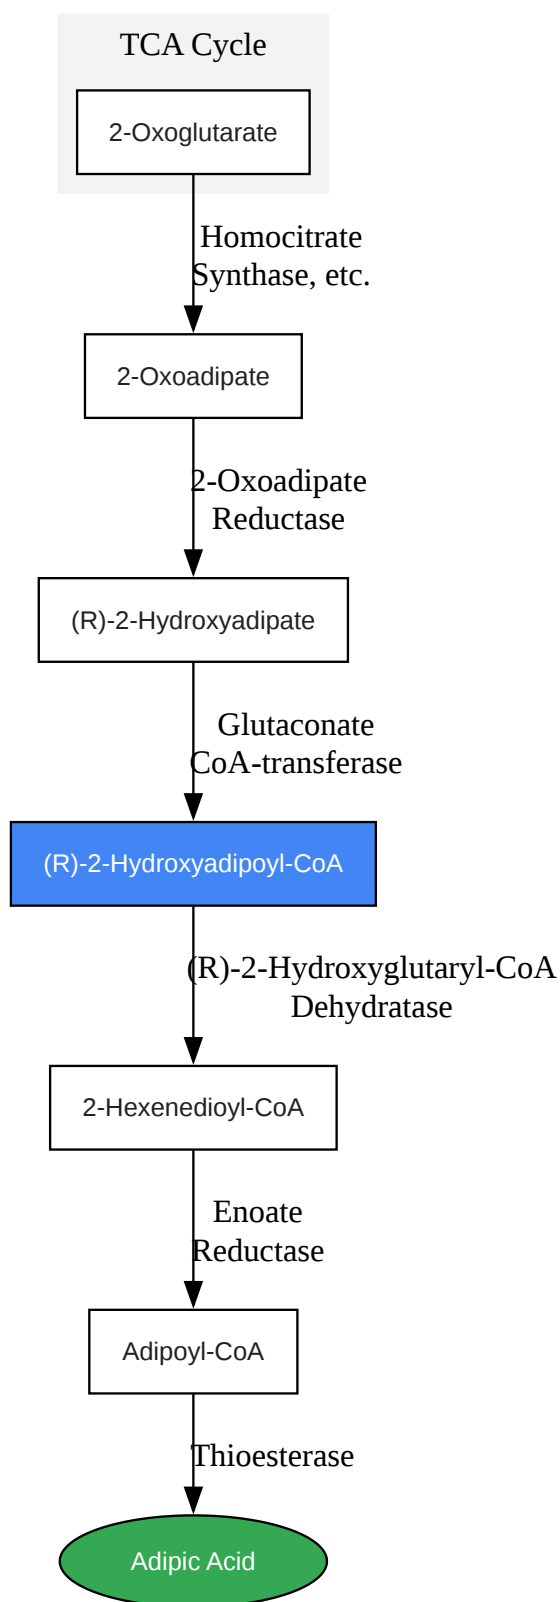 TCA Cycle
2-Oxoglutarate
Homocitrate
Synthase, etc.
2-Oxoadipate
2-Oxoadipate
Reductase
(R)-2-Hydroxyadipate
Glutaconate
CoA-transferase
(R)-2-Hydroxyadipoyl-CoA
(R)-2-Hydroxyglutaryl-CoA
Dehydratase
2-Hexenedioyl-CoA
Enoate
Reductase
Adipoyl-CoA
Thioesterase
Adipic Acid